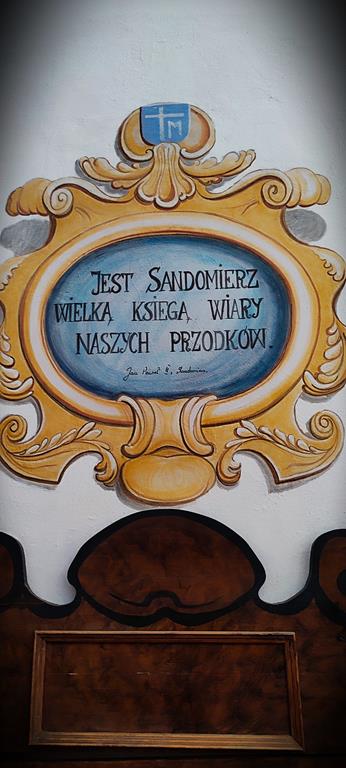 M
JEST SANDOMIERZ
WIELKĄ KSIĘGĄ WIARY
NASZYCH PRZODKÓW.
Jan Paweł II, Sandomierz